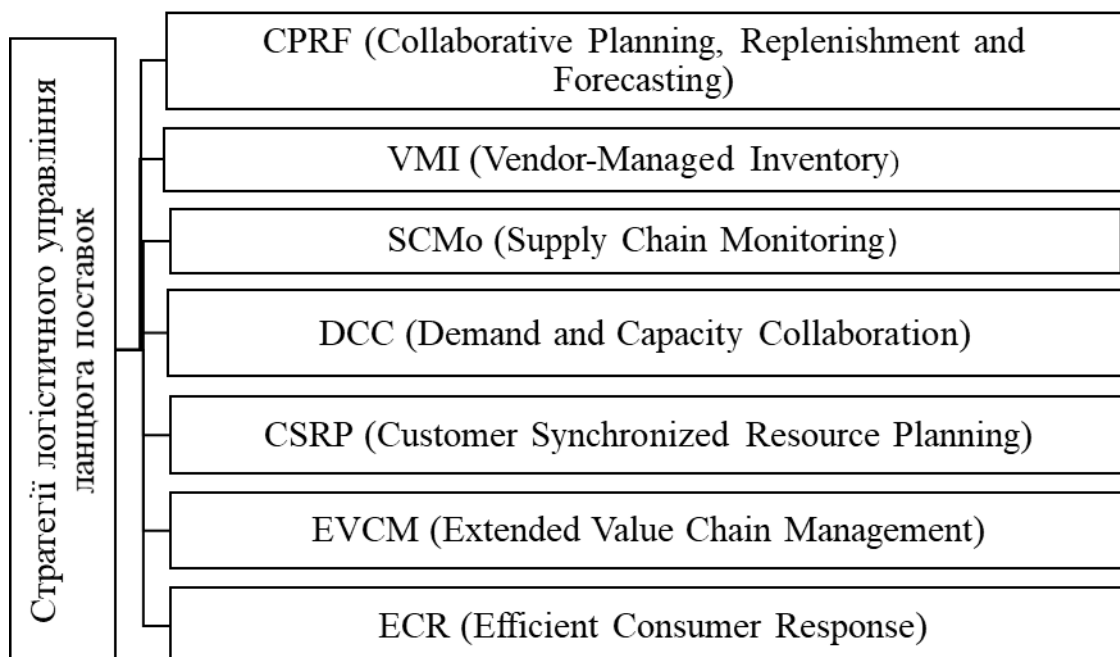 Стратегії логістичного управління
ланцюга поставок
CPRF (Collaborative Planning, Replenishment and
Forecasting)
VMI (Vendor-Managed Inventory)
SCMo (Supply Chain Monitoring)
DCC (Demand and Capacity Collaboration)
CSRP (Customer Synchronized Resource Planning)
EVCM (Extended Value Chain Management)
ECR (Efficient Consumer Response)